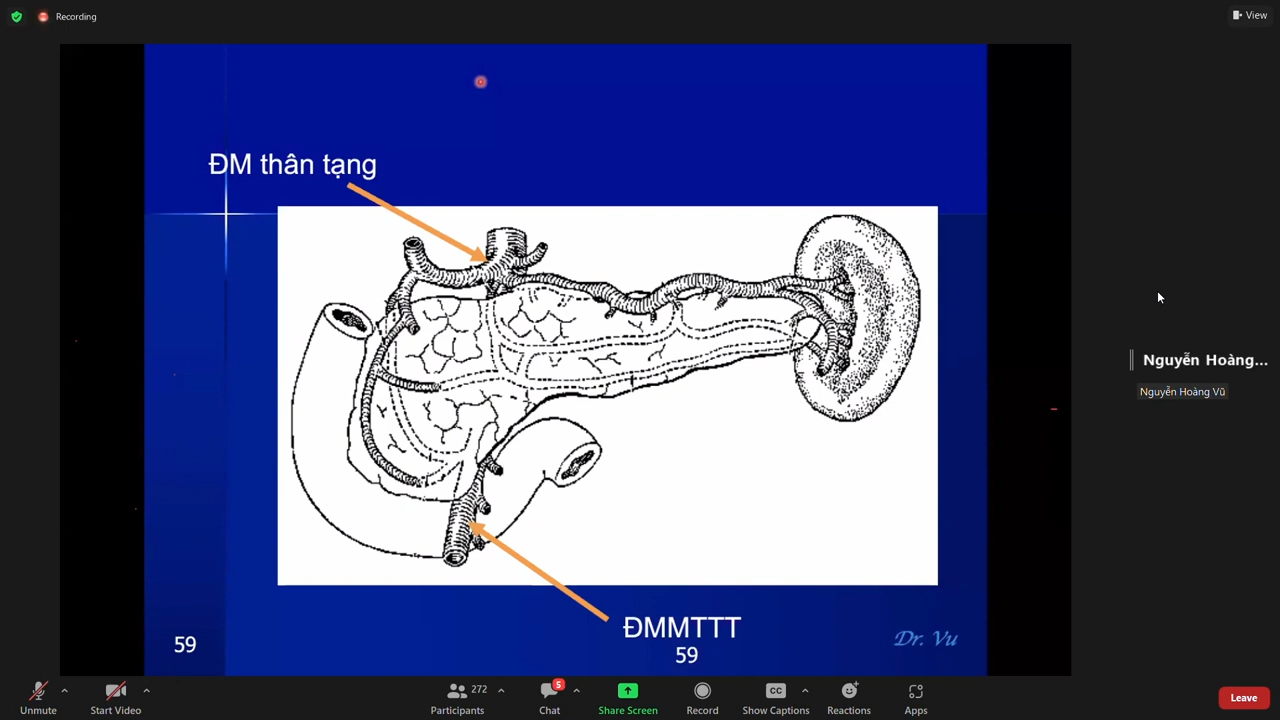 Recording
View
ĐM thân tạng
Nguyễn Hoàng...
Nguyễn Hoàng Vũ
ĐMMTTT
59
59
Dr. Vu
Unmute
Start Video
272
Participants
5
Chat
Share Screen
Record
CC
Show Captions
Reactions
Apps
Leave